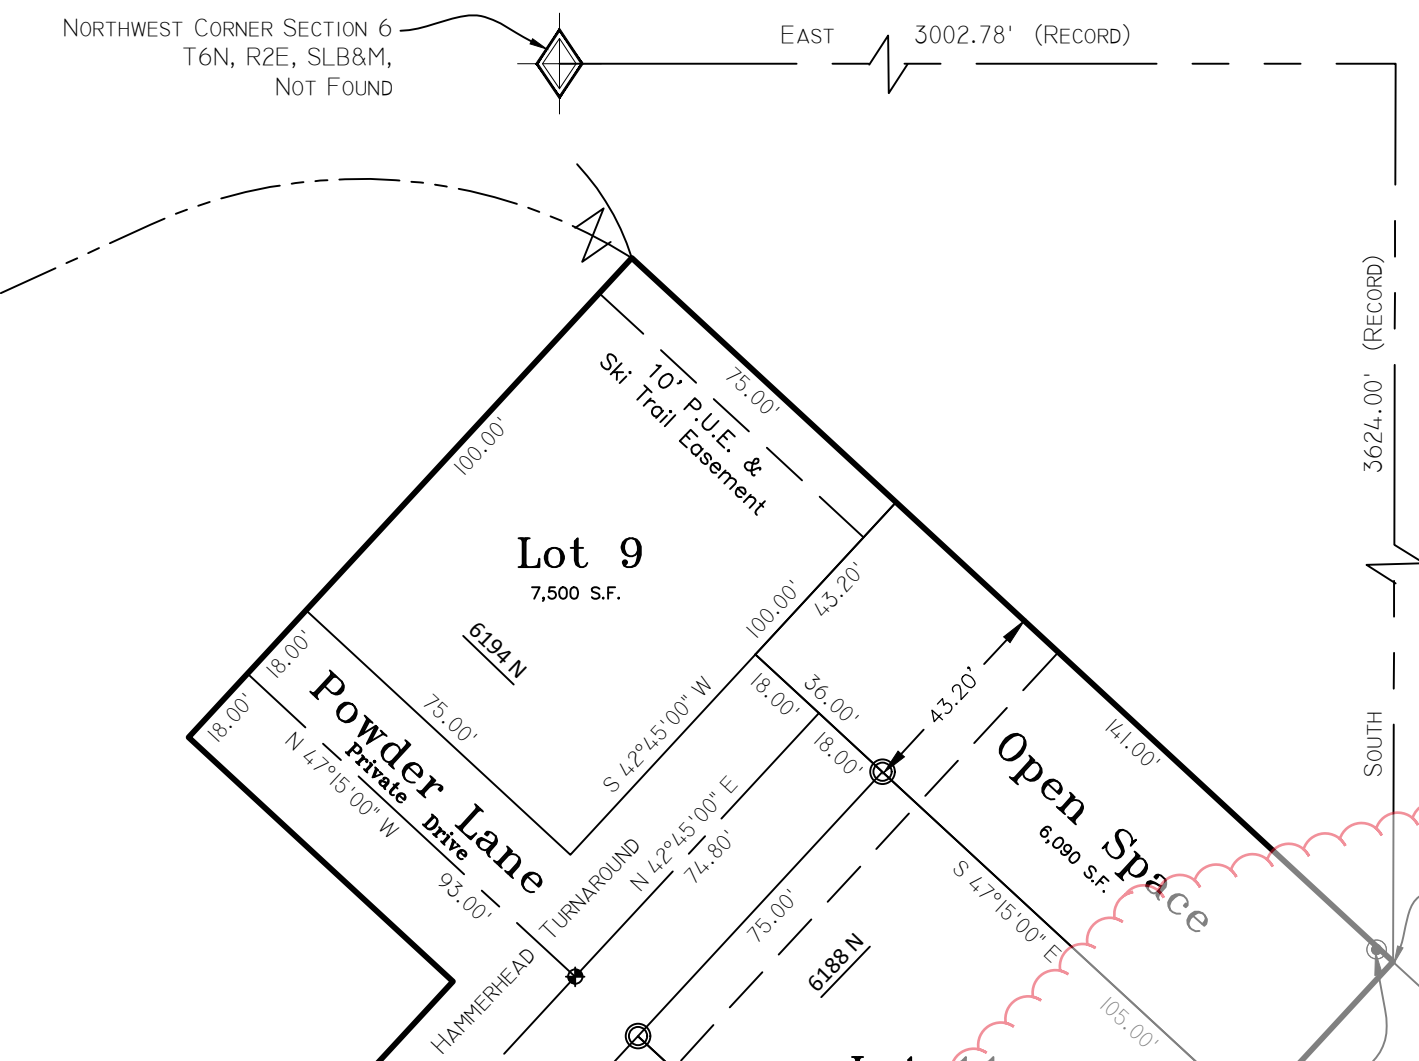 NORTHWEST CORNER SECTION 6
T6N, R2E, SLB&M,
NOT FOUND
EAST 3002.78' (RECORD)
SOUTH 3624.00' (RECORD)
75.00'
10' P.U.E. &
Ski Trail Easement
100.00'
Lot 9
7,500 S.F.
6194 N
100.00'
43.20'
S 42°45'00" W
18.00'
18.00'
75.00'
Powder Lane
Private Drive
N 47°15'00" W
93.00'
36.00'
18.00'
18.00'
43.20'
141.00'
Open Space
6,090 S.F.
N 42°45'00" E
74.80'
HAMMERHEAD TURNAROUND
75.00'
6188 N
S 47°15'00" E
105.00'